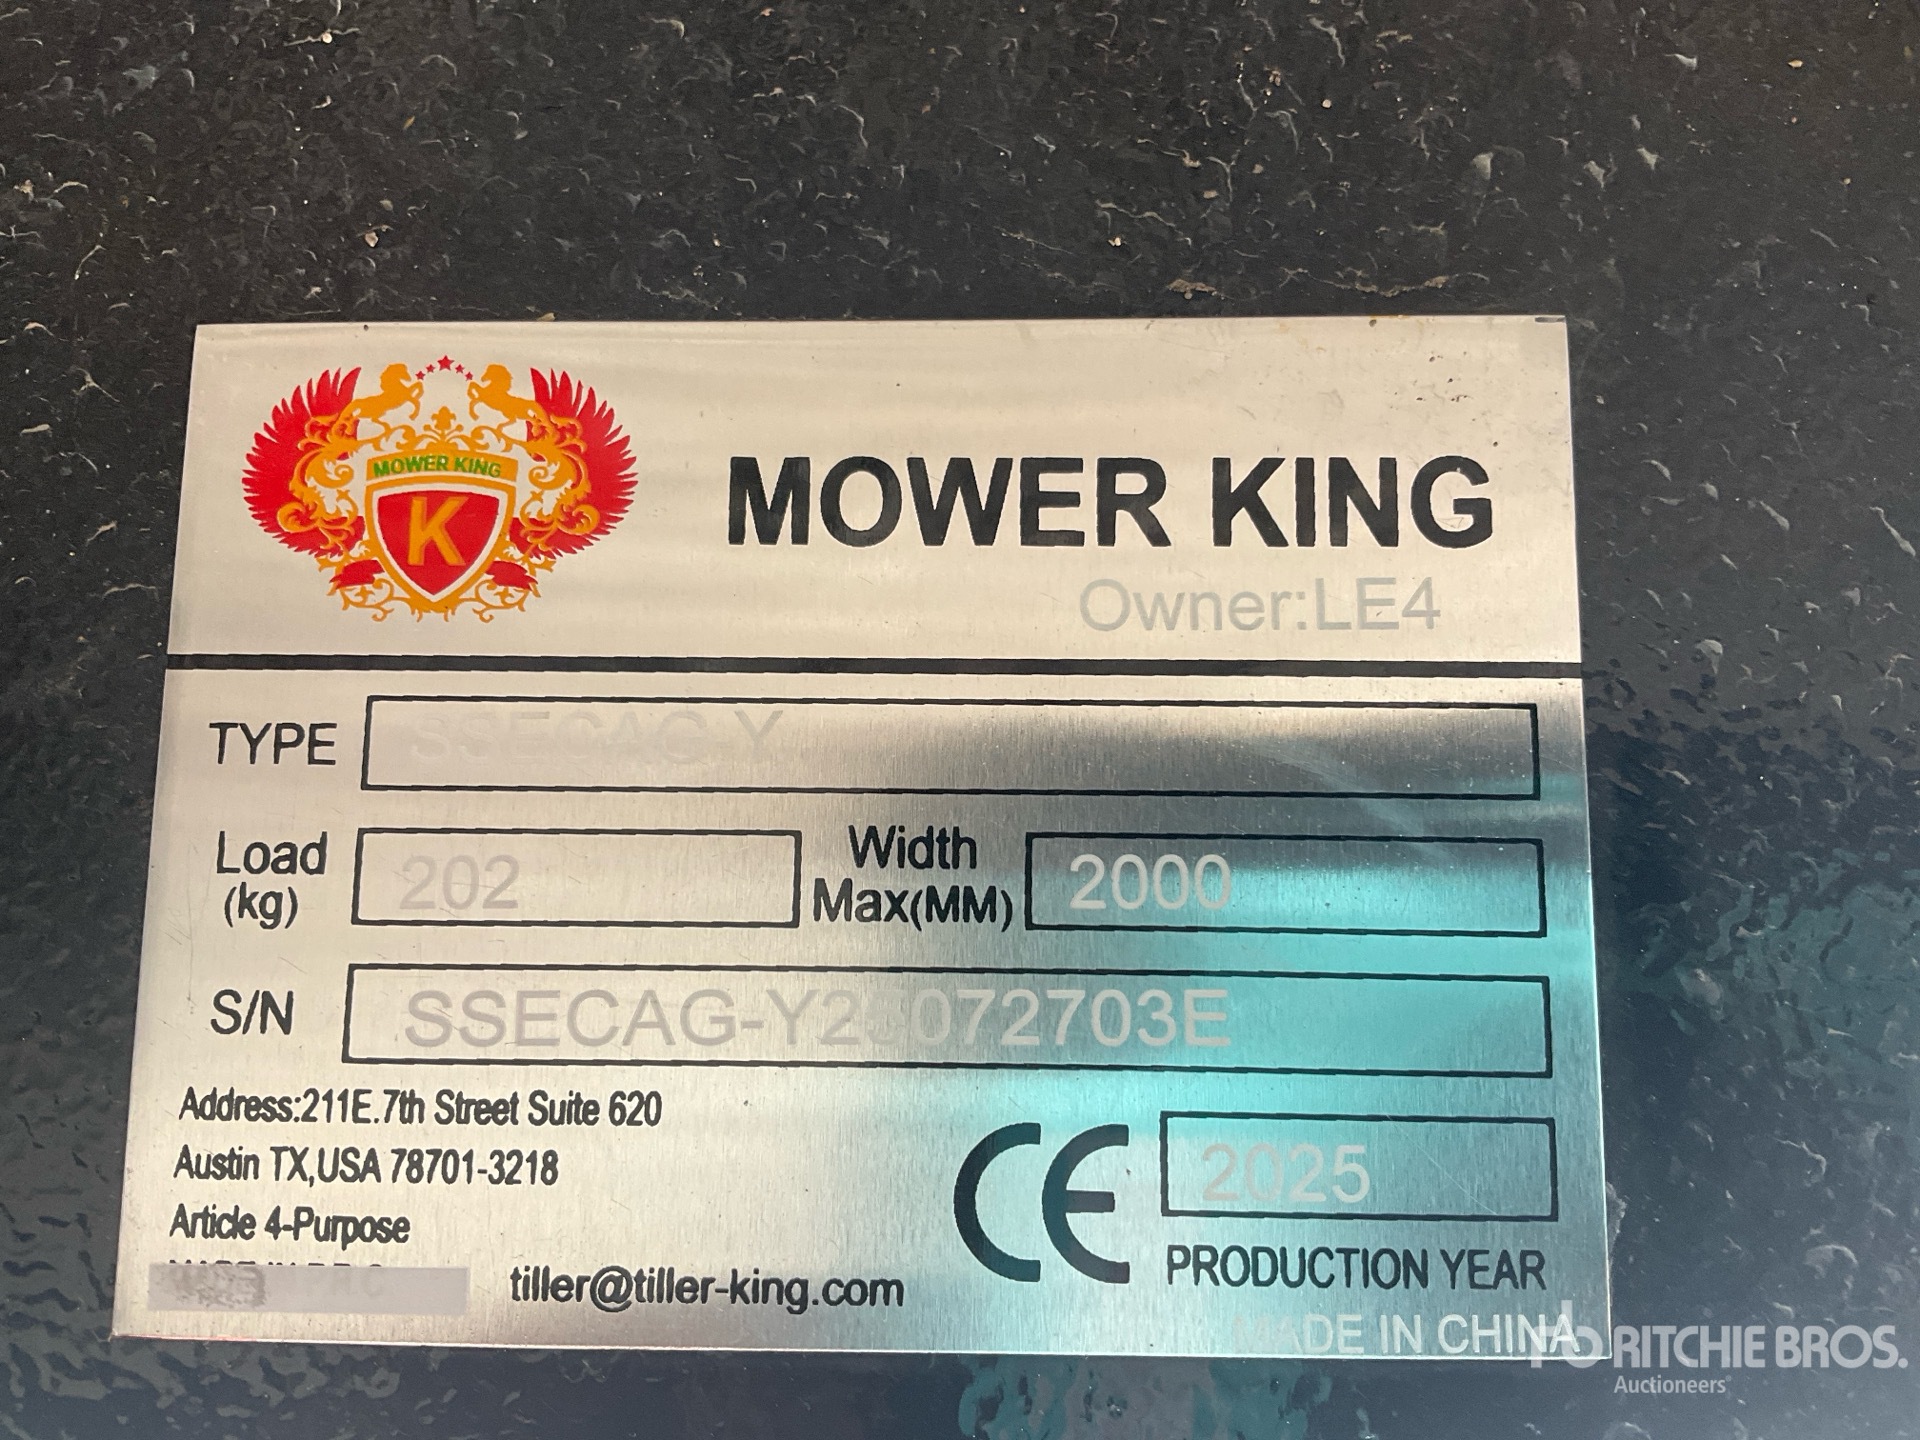 MOWER KING
K
MOWER KING
Owner:LE4
TYPE SSECAG-Y
Load (kg) 202 Width Max(MM) 2000
S/N SSECAG-Y25072703E
Address:211E.7th Street Suite 620
Austin TX,USA 78701-3218
Article 4-Purpose
tiller@tiller-king.com
CE 2025
PRODUCTION YEAR
MADE IN CHINA
RITCHIE BROS.
Auctioneers